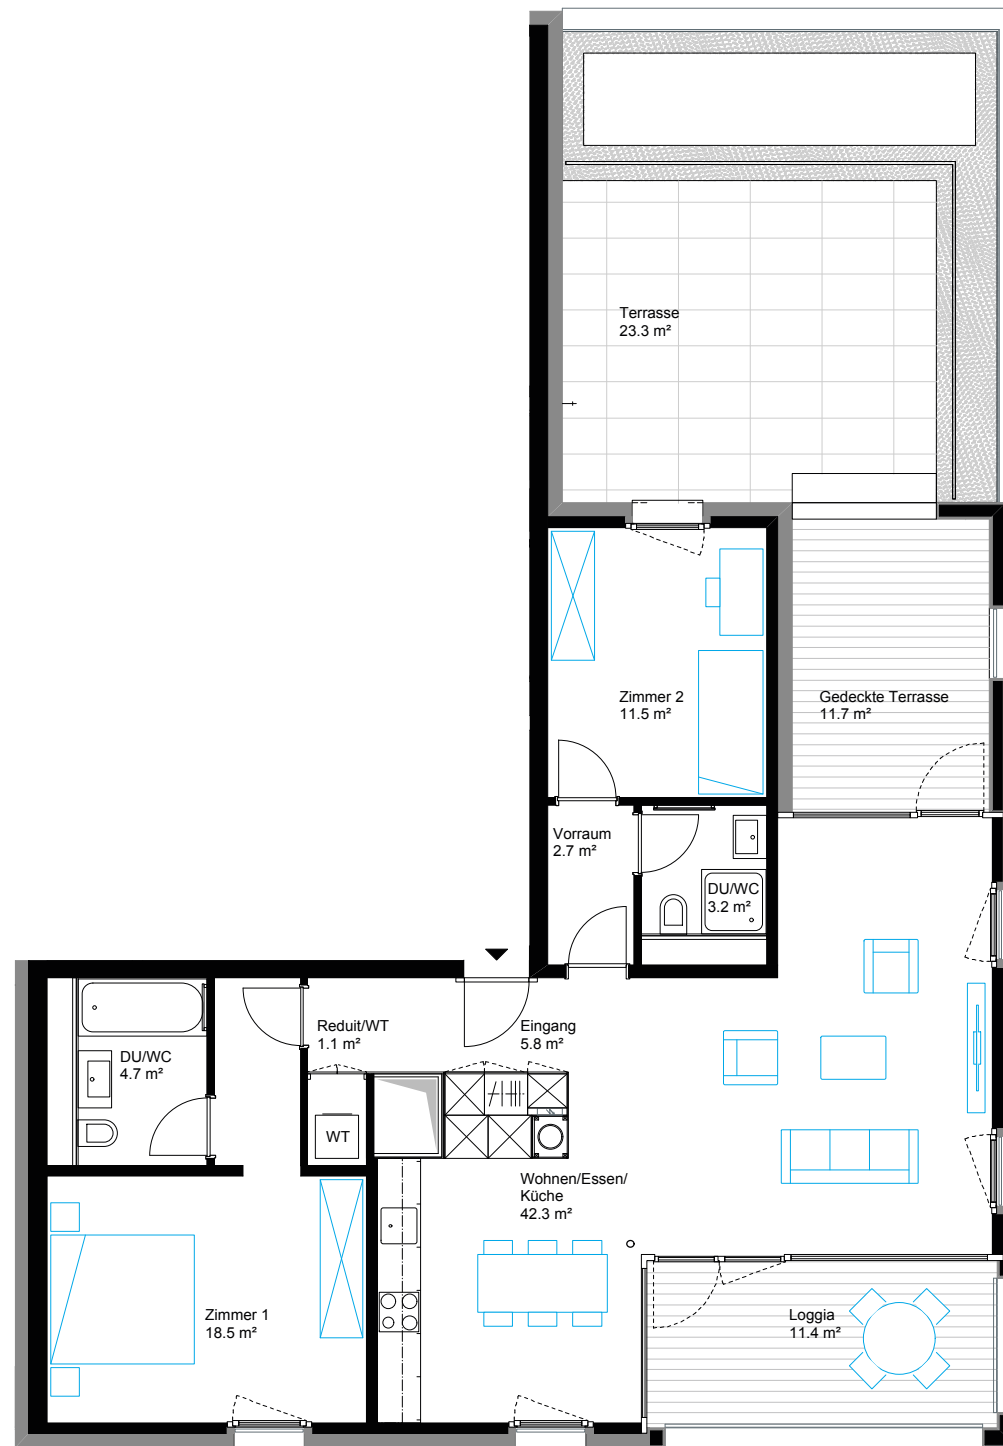 Terrasse
23.3 m²
Zimmer 2
11.5 m²
Gedeckte Terrasse
11.7 m²
Vorraum
2.7 m²
DU/WC
3.2 m²
Reduit/WT
1.1 m²
Eingang
5.8 m²
DU/WC
4.7 m²
WT
Wohnen/Essen/
Küche
42.3 m²
Zimmer 1
18.5 m²
Loggia
11.4 m²